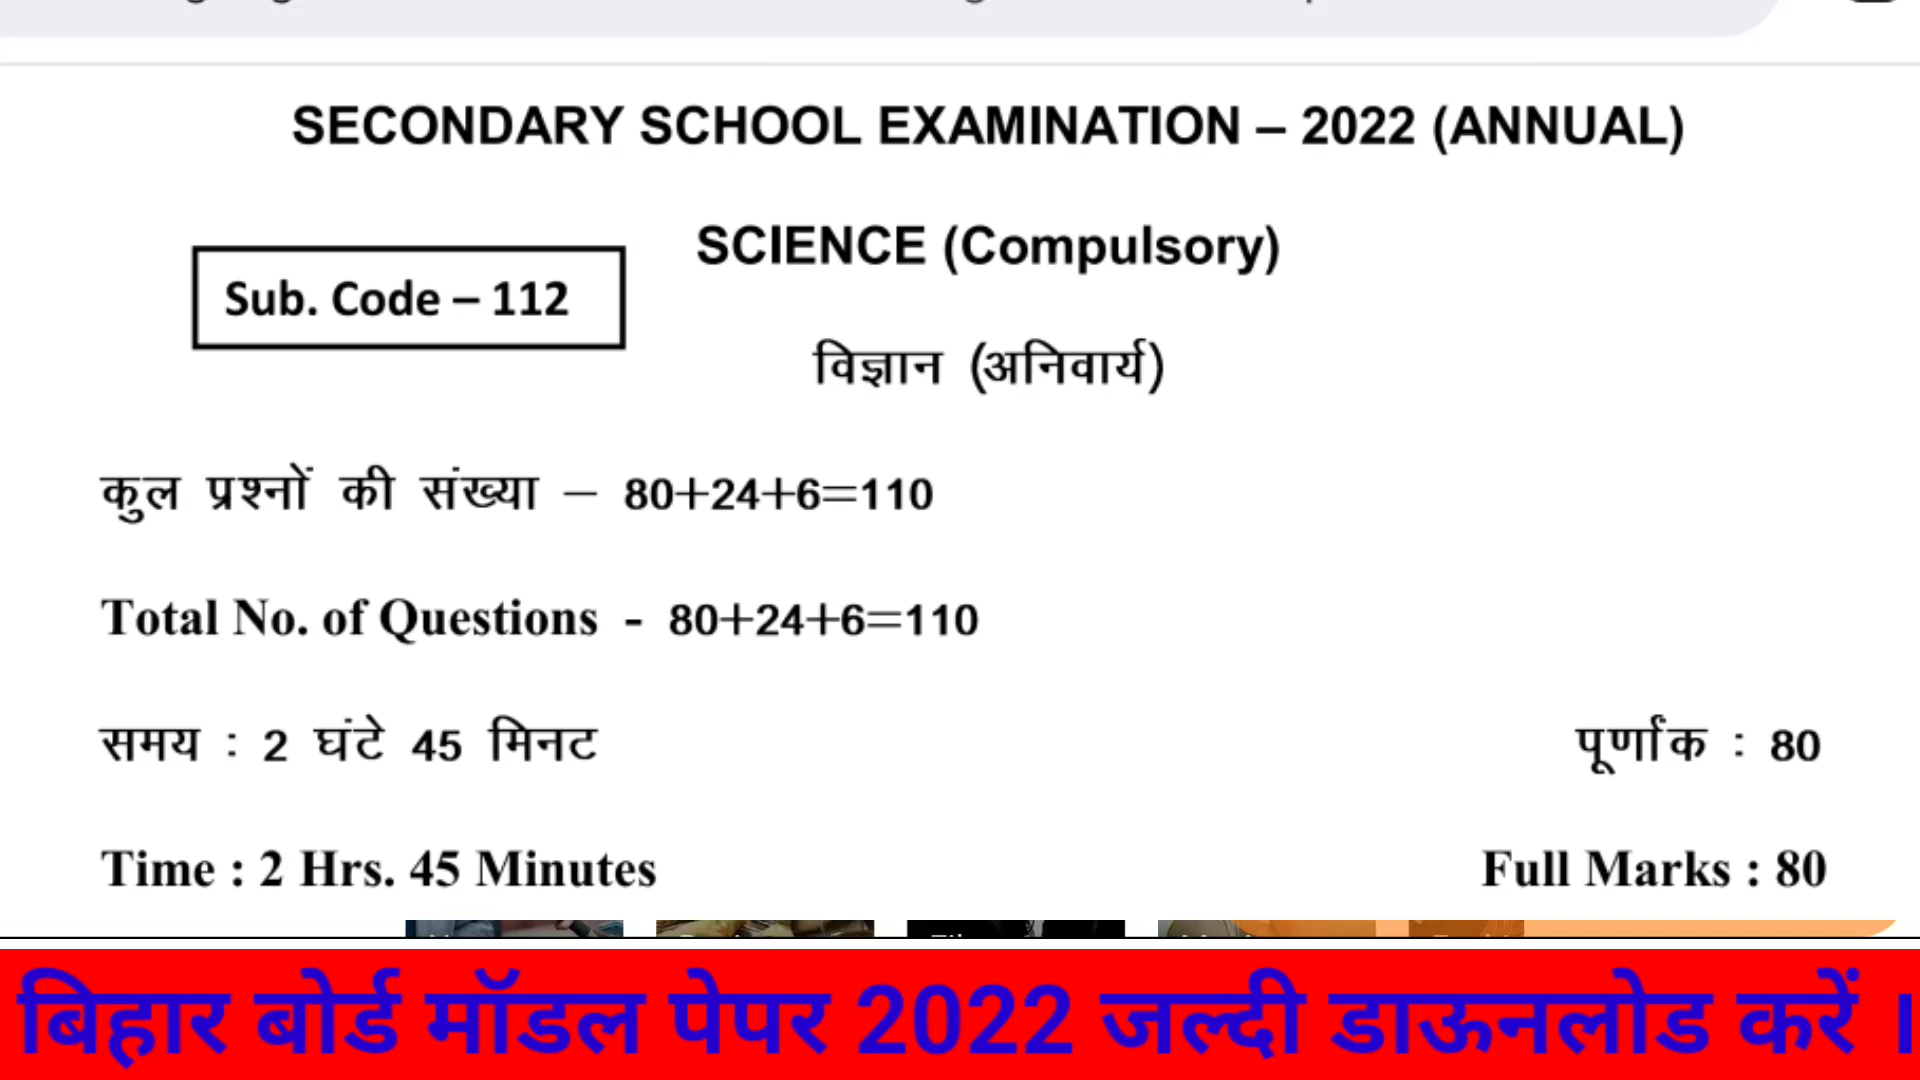 SECONDARY SCHOOL EXAMINATION – 2022 (ANNUAL)
SCIENCE (Compulsory)
Sub. Code – 112
विज्ञान (अनिवार्य)
कुल प्रश्नों की संख्या – 80+24+6=110
Total No. of Questions - 80+24+6=110
समय : 2 घंटे 45 मिनट
पूर्णांक : 80
Time : 2 Hrs. 45 Minutes
Full Marks : 80
बिहार बोर्ड मॉडल पेपर 2022 जल्दी डाऊनलोड करें ।